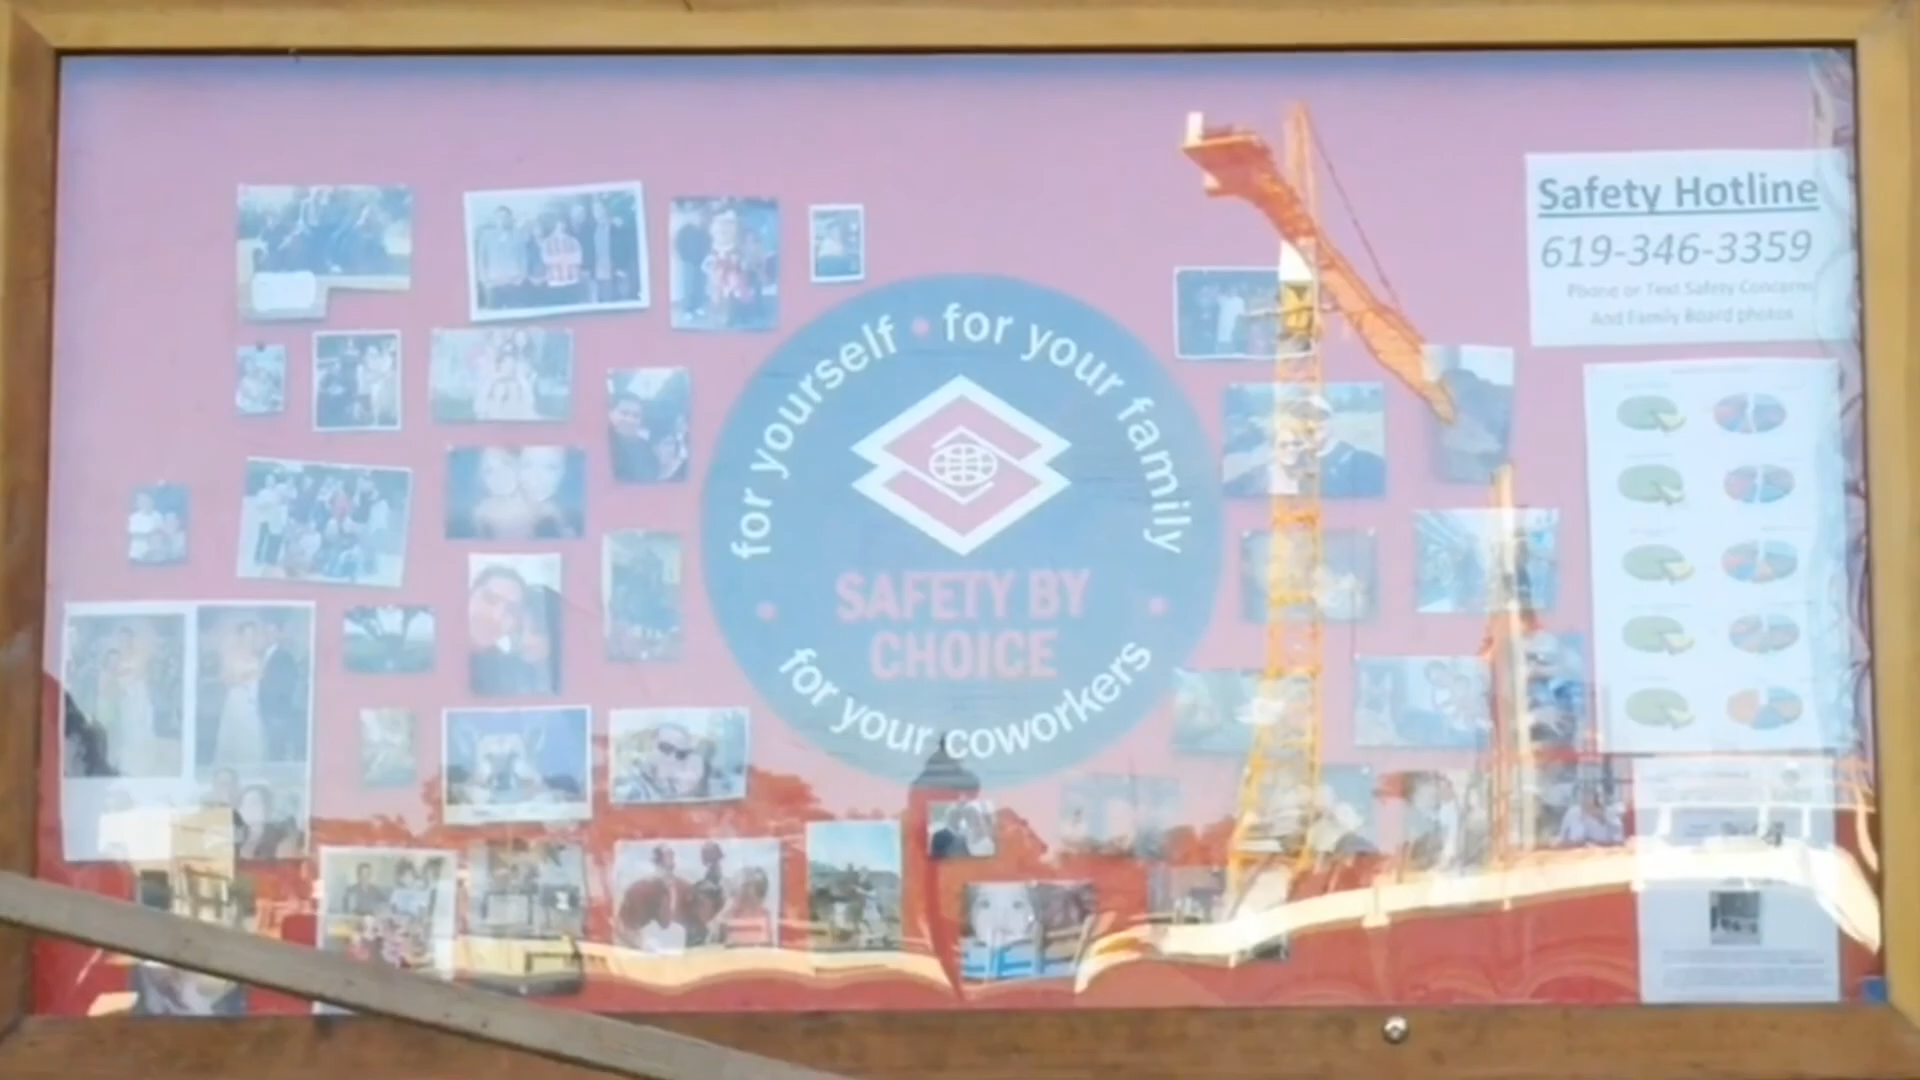 for yourself • for your family
SAFETY BY
CHOICE
for your coworkers
Safety Hotline
619-346-3359
Phone or Text Safety Concerns
And Family Board photos